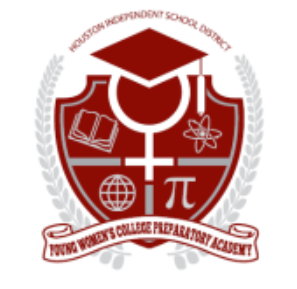 HOUSTON INDEPENDENT SCHOOL DISTRICT
π
YOUNG WOMEN'S COLLEGE PREPARATORY ACADEMY